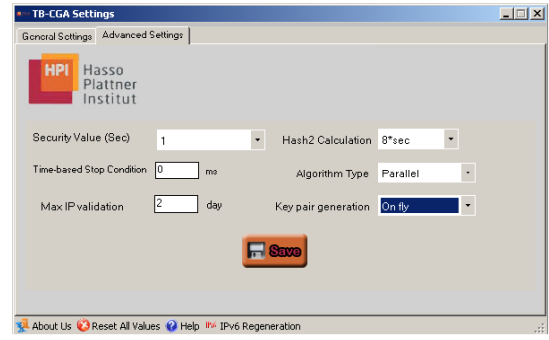 TB-CGA Settings
General Settings Advanced Settings
HPI Hasso
Plattner
Institut
Security Value (Sec) 1 Hash2 Calculation 8*sec
Time-based Stop Condition 0 ms Algorithm Type Parallel
Max IP validation 2 day Key pair generation On fly
Save
About Us Reset All Values Help IPv6 IPv6 Regeneration